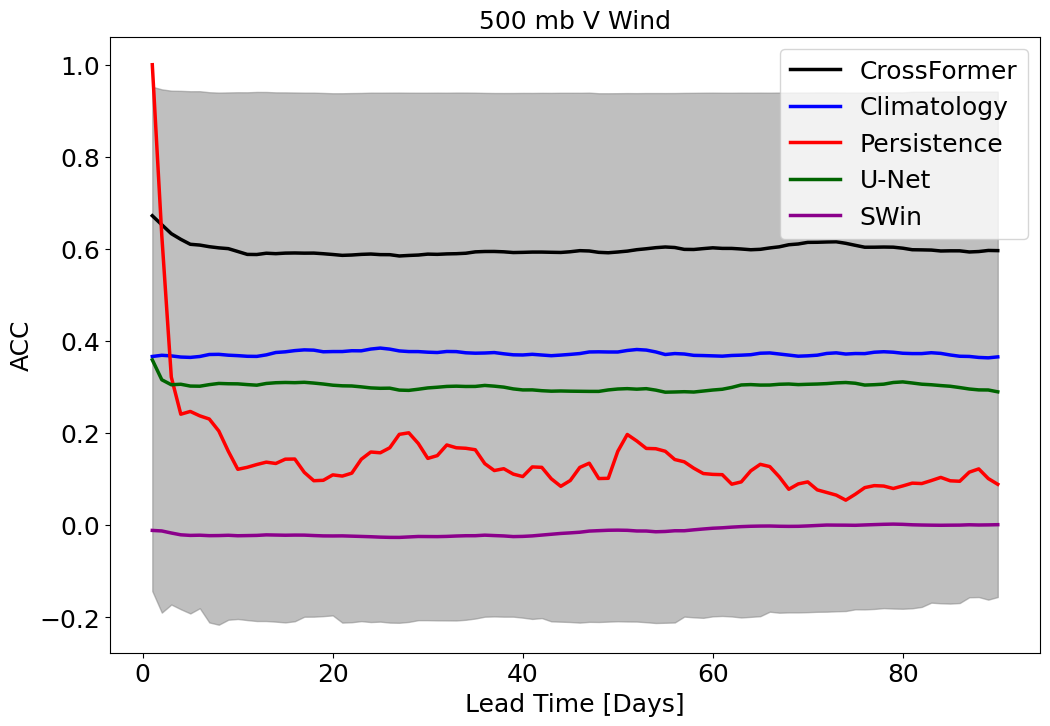 500 mb V Wind
CrossFormer
Climatology
Persistence
U-Net
SWin
ACC
1.0
0.8
0.6
0.4
0.2
0.0
−0.2
0 20 40 60 80
Lead Time [Days]